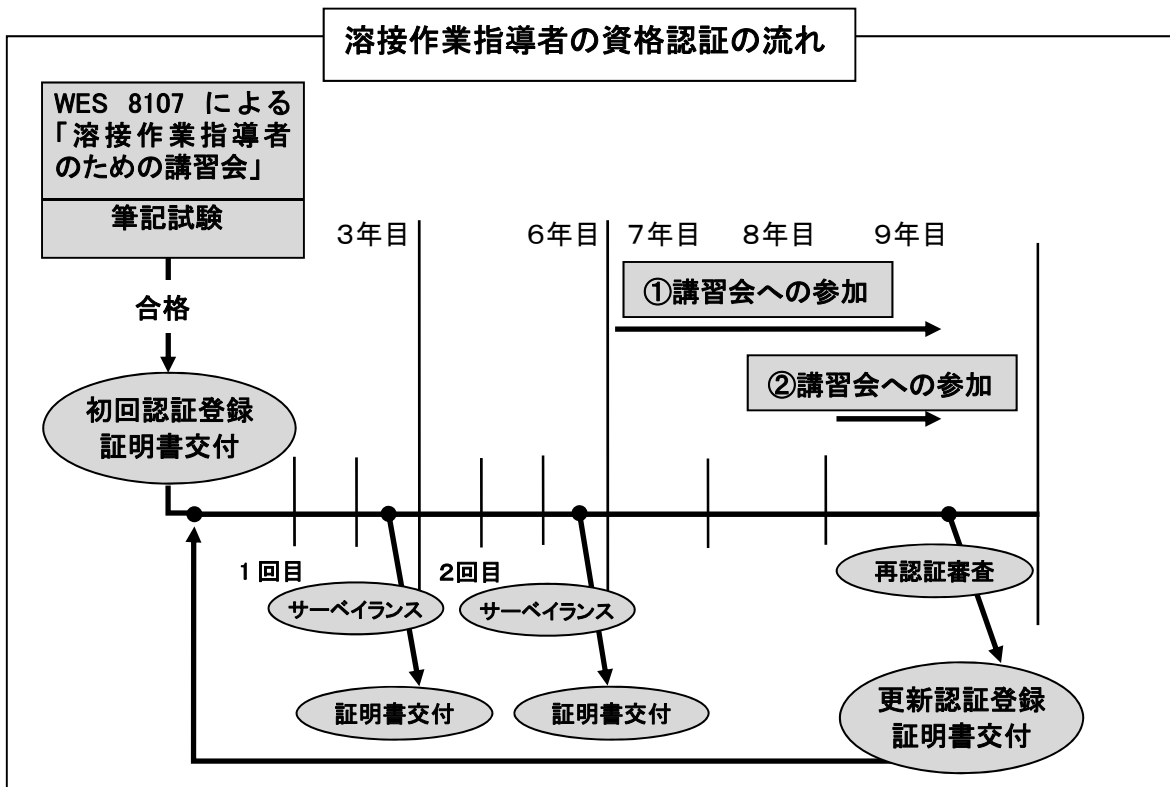 溶接作業指導者の資格認証の流れ
WES 8107 による
「溶接作業指導者
のための講習会」
筆記試験
合格
初回認証登録
証明書交付
3年目
6年目
7年目
8年目
9年目
①講習会への参加
②講習会への参加
1回目
サーベイランス
2回目
サーベイランス
再認証審査
証明書交付
証明書交付
更新認証登録
証明書交付